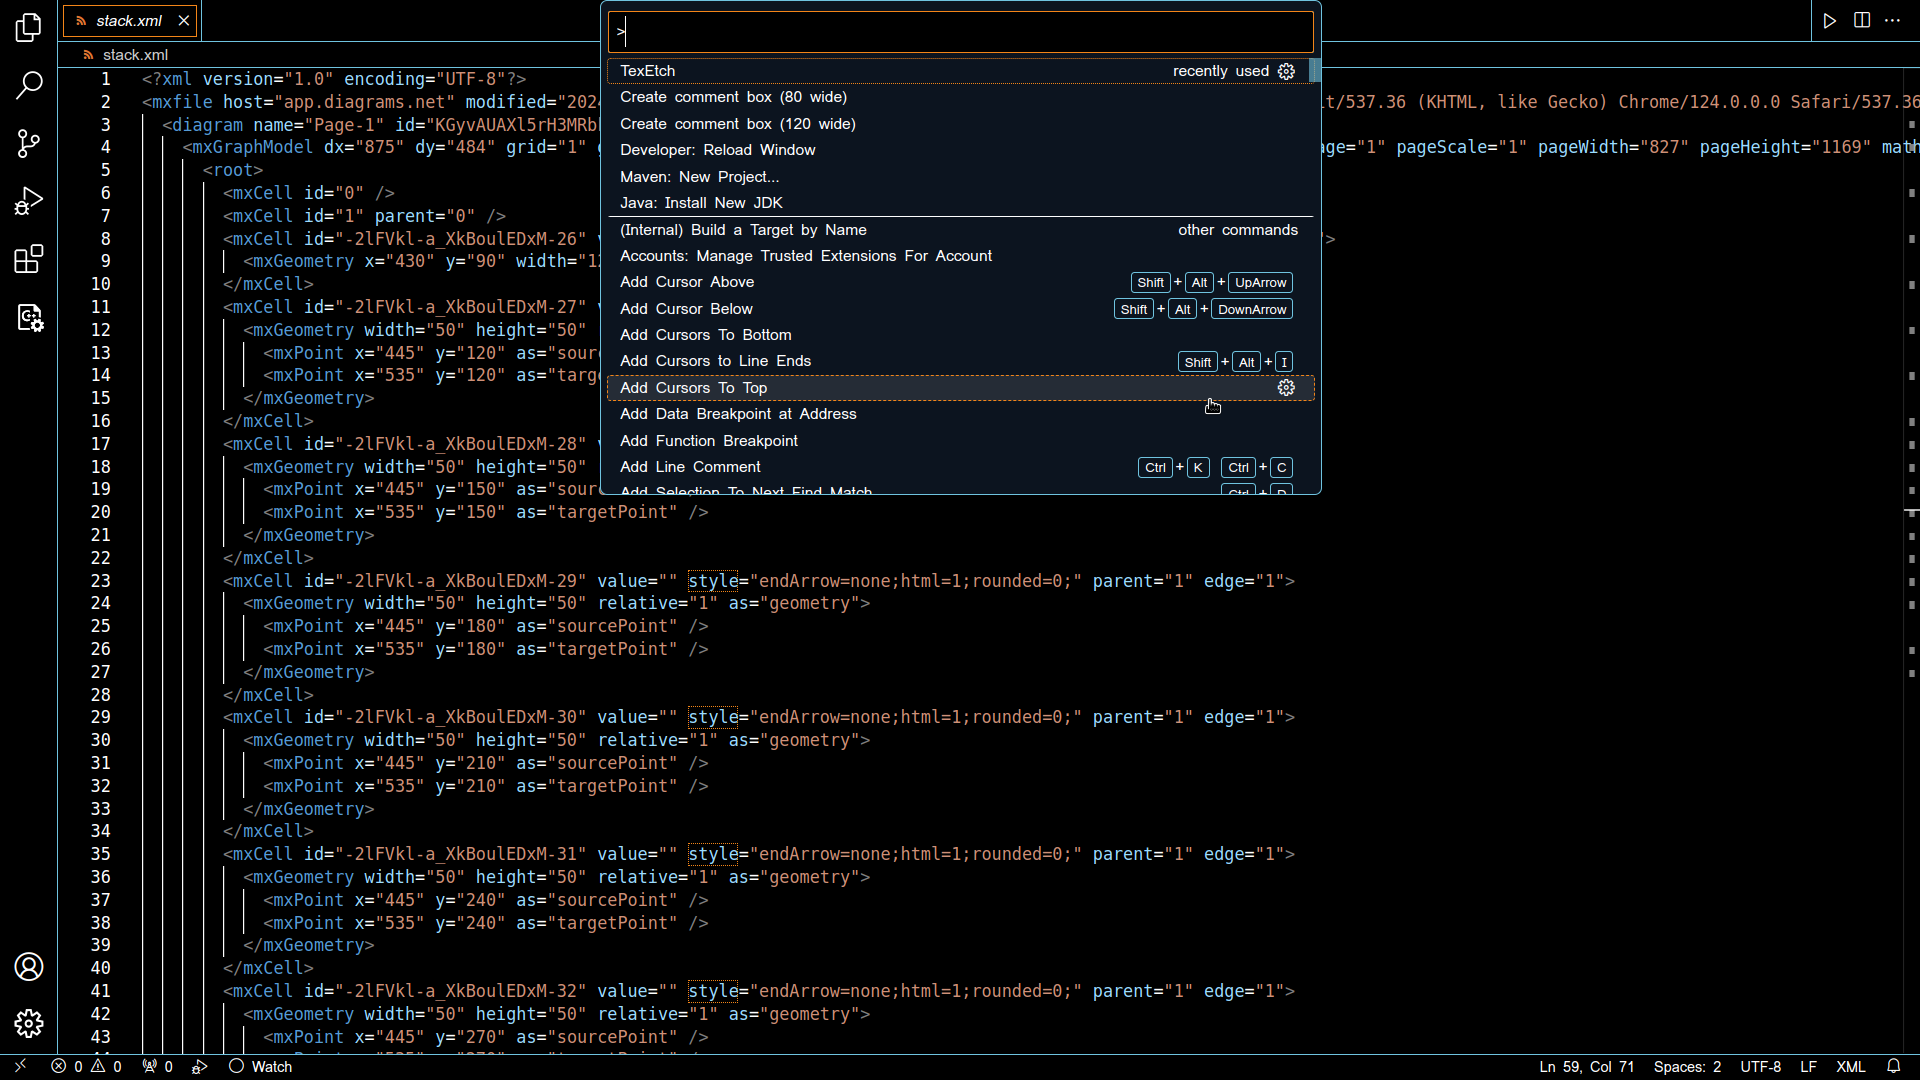 stack.xml
stack.xml
>
TexEtch recently used
Create comment box (80 wide)
Create comment box (120 wide)
Developer: Reload Window
Maven: New Project...
Java: Install New JDK
(Internal) Build a Target by Name other commands
Accounts: Manage Trusted Extensions For Account
Add Cursor Above Shift + Alt + UpArrow
Add Cursor Below Shift + Alt + DownArrow
Add Cursors To Bottom
Add Cursors to Line Ends Shift + Alt + I
Add Cursors To Top
Add Data Breakpoint at Address
Add Function Breakpoint
Add Line Comment Ctrl + K Ctrl + C
Add Selection To Next Find Match Ctrl + D
1 <?xml version="1.0" encoding="UTF-8"?>
2 <mxfile host="app.diagrams.net" modified="202 t/537.36 (KHTML, like Gecko) Chrome/124.0.0.0 Safari/537.36
3 <diagram name="Page-1" id="KGyvAUAXl5rH3MRb
4 <mxGraphModel dx="875" dy="484" grid="1" ge="1" pageScale="1" pageWidth="827" pageHeight="1169" math
5 <root>
6 <mxCell id="0" />
7 <mxCell id="1" parent="0" />
8 <mxCell id="-2lFVkl-a_XkBoulEDxM-26" ">
9 <mxGeometry x="430" y="90" width="12
10 </mxCell>
11 <mxCell id="-2lFVkl-a_XkBoulEDxM-27"
12 <mxGeometry width="50" height="50"
13 <mxPoint x="445" y="120" as="sour
14 <mxPoint x="535" y="120" as="targ
15 </mxGeometry>
16 </mxCell>
17 <mxCell id="-2lFVkl-a_XkBoulEDxM-28"
18 <mxGeometry width="50" height="50"
19 <mxPoint x="445" y="150" as="sour
20 <mxPoint x="535" y="150" as="targetPoint" />
21 </mxGeometry>
22 </mxCell>
23 <mxCell id="-2lFVkl-a_XkBoulEDxM-29" value="" style="endArrow=none;html=1;rounded=0;" parent="1" edge="1">
24 <mxGeometry width="50" height="50" relative="1" as="geometry">
25 <mxPoint x="445" y="180" as="sourcePoint" />
26 <mxPoint x="535" y="180" as="targetPoint" />
27 </mxGeometry>
28 </mxCell>
29 <mxCell id="-2lFVkl-a_XkBoulEDxM-30" value="" style="endArrow=none;html=1;rounded=0;" parent="1" edge="1">
30 <mxGeometry width="50" height="50" relative="1" as="geometry">
31 <mxPoint x="445" y="210" as="sourcePoint" />
32 <mxPoint x="535" y="210" as="targetPoint" />
33 </mxGeometry>
34 </mxCell>
35 <mxCell id="-2lFVkl-a_XkBoulEDxM-31" value="" style="endArrow=none;html=1;rounded=0;" parent="1" edge="1">
36 <mxGeometry width="50" height="50" relative="1" as="geometry">
37 <mxPoint x="445" y="240" as="sourcePoint" />
38 <mxPoint x="535" y="240" as="targetPoint" />
39 </mxGeometry>
40 </mxCell>
41 <mxCell id="-2lFVkl-a_XkBoulEDxM-32" value="" style="endArrow=none;html=1;rounded=0;" parent="1" edge="1">
42 <mxGeometry width="50" height="50" relative="1" as="geometry">
43 <mxPoint x="445" y="270" as="sourcePoint" />
0 0 0 Watch Ln 59, Col 71 Spaces: 2 UTF-8 LF XML